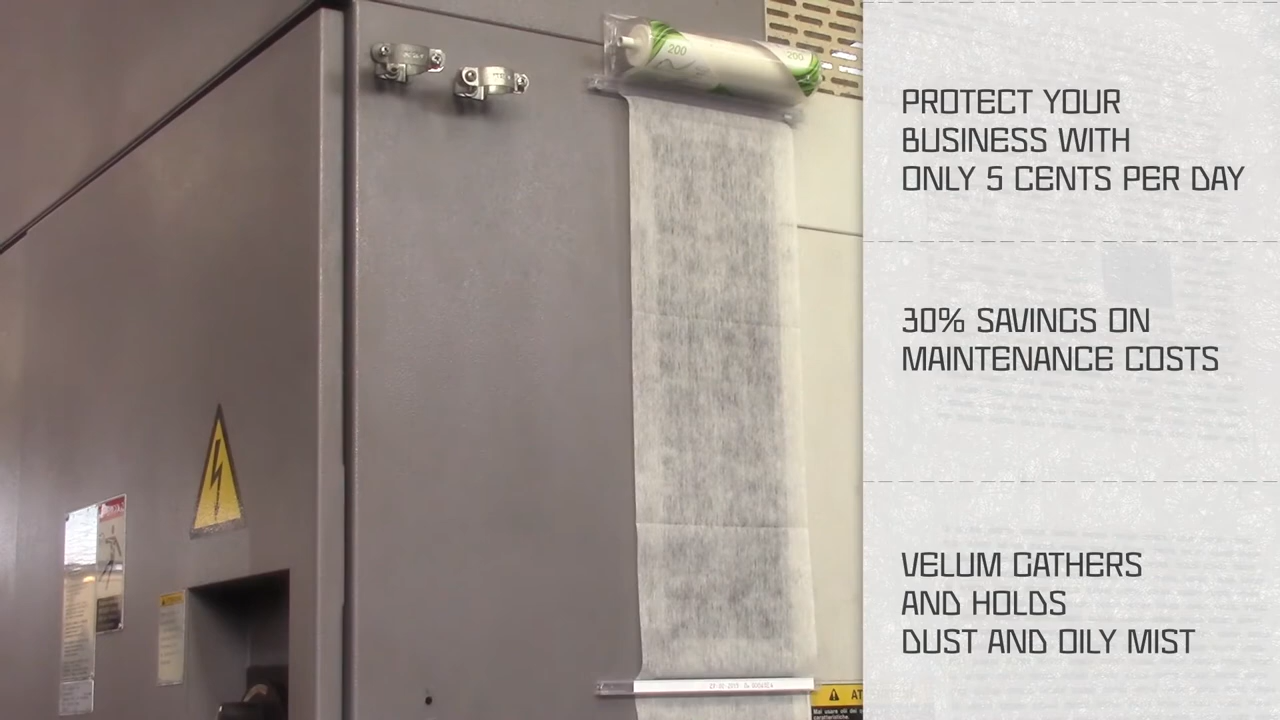 200
200
PROTECT YOUR
BUSINESS WITH
ONLY 5 CENTS PER DAY
30% SAVINGS ON
MAINTENANCE COSTS
VELUM GATHERS
AND HOLDS
DUST AND OILY MIST